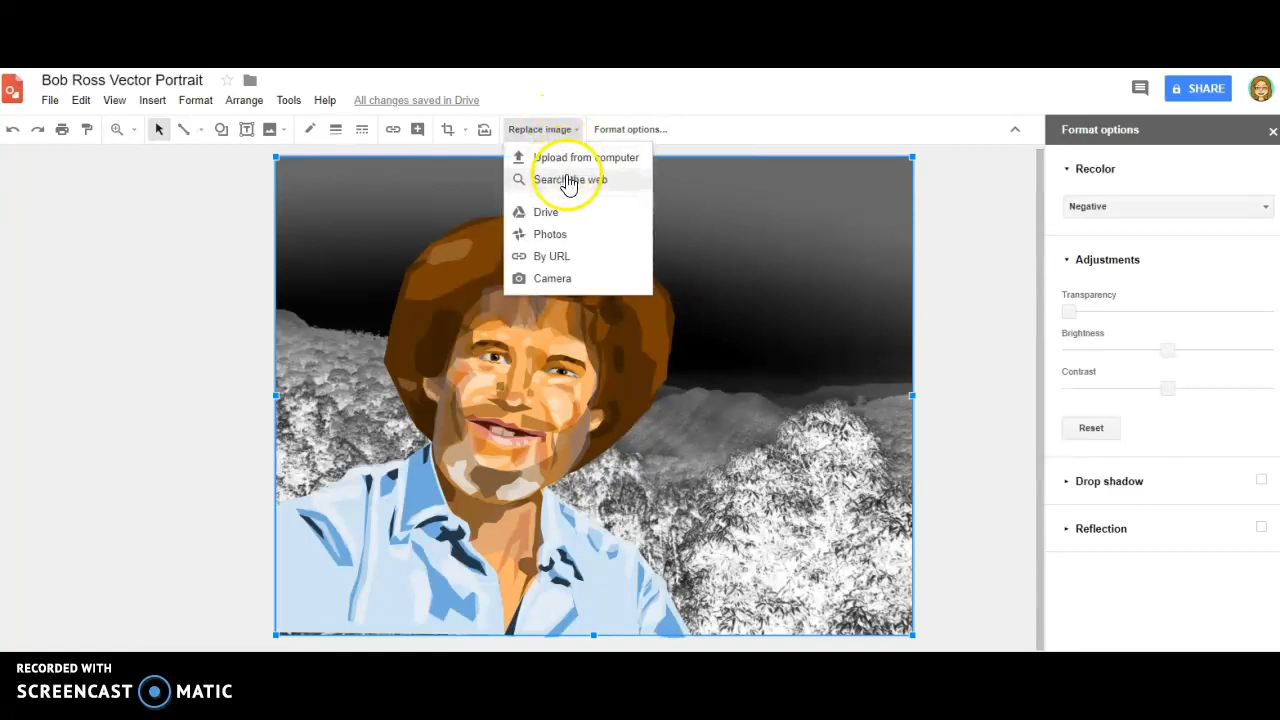 Bob Ross Vector Portrait
SHARE
File Edit View Insert Format Arrange Tools Help All changes saved in Drive
Replace image Format options...
Format options
Upload from computer
Search the web
Drive
Photos
By URL
Camera
Recolor
Negative
Adjustments
Transparency
Brightness
Contrast
Reset
Drop shadow
Reflection
RECORDED WITH
SCREENCAST MATIC